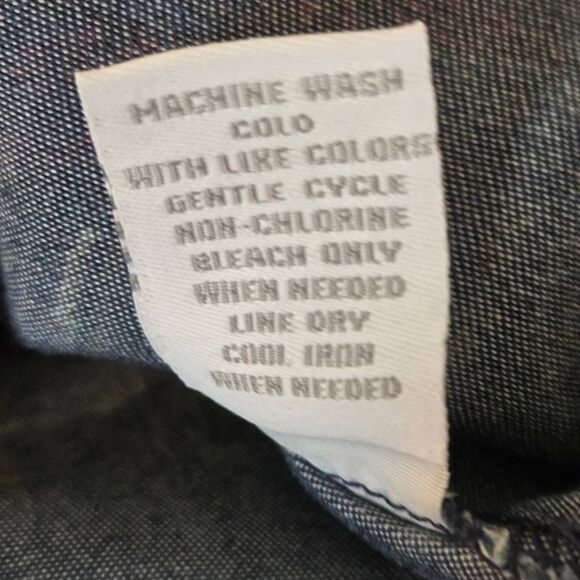 MACHINE WASH
COLD
WITH LIKE COLORS
GENTLE CYCLE
NON-CHLORINE
BLEACH ONLY
WHEN NEEDED
LINE DRY
COOL IRON
WHEN NEEDED